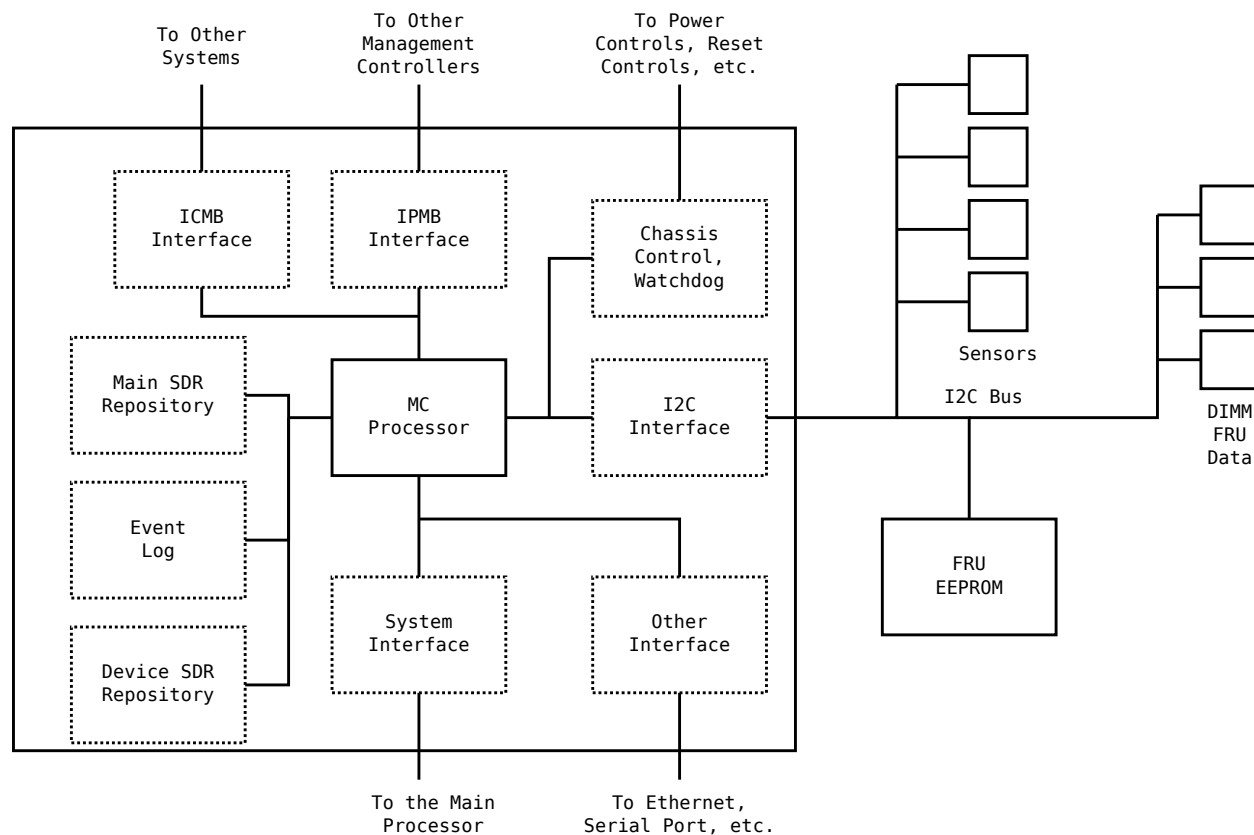 To Other
Systems
To Other
Management
Controllers
To Power
Controls, Reset
Controls, etc.
ICMB
Interface
IPMB
Interface
Chassis
Control,
Watchdog
Sensors
Main SDR
Repository
MC
Processor
I2C
Interface
I2C Bus
DIMM
FRU
Data
Event
Log
FRU
EEPROM
Device SDR
Repository
System
Interface
Other
Interface
To the Main
Processor
To Ethernet,
Serial Port, etc.